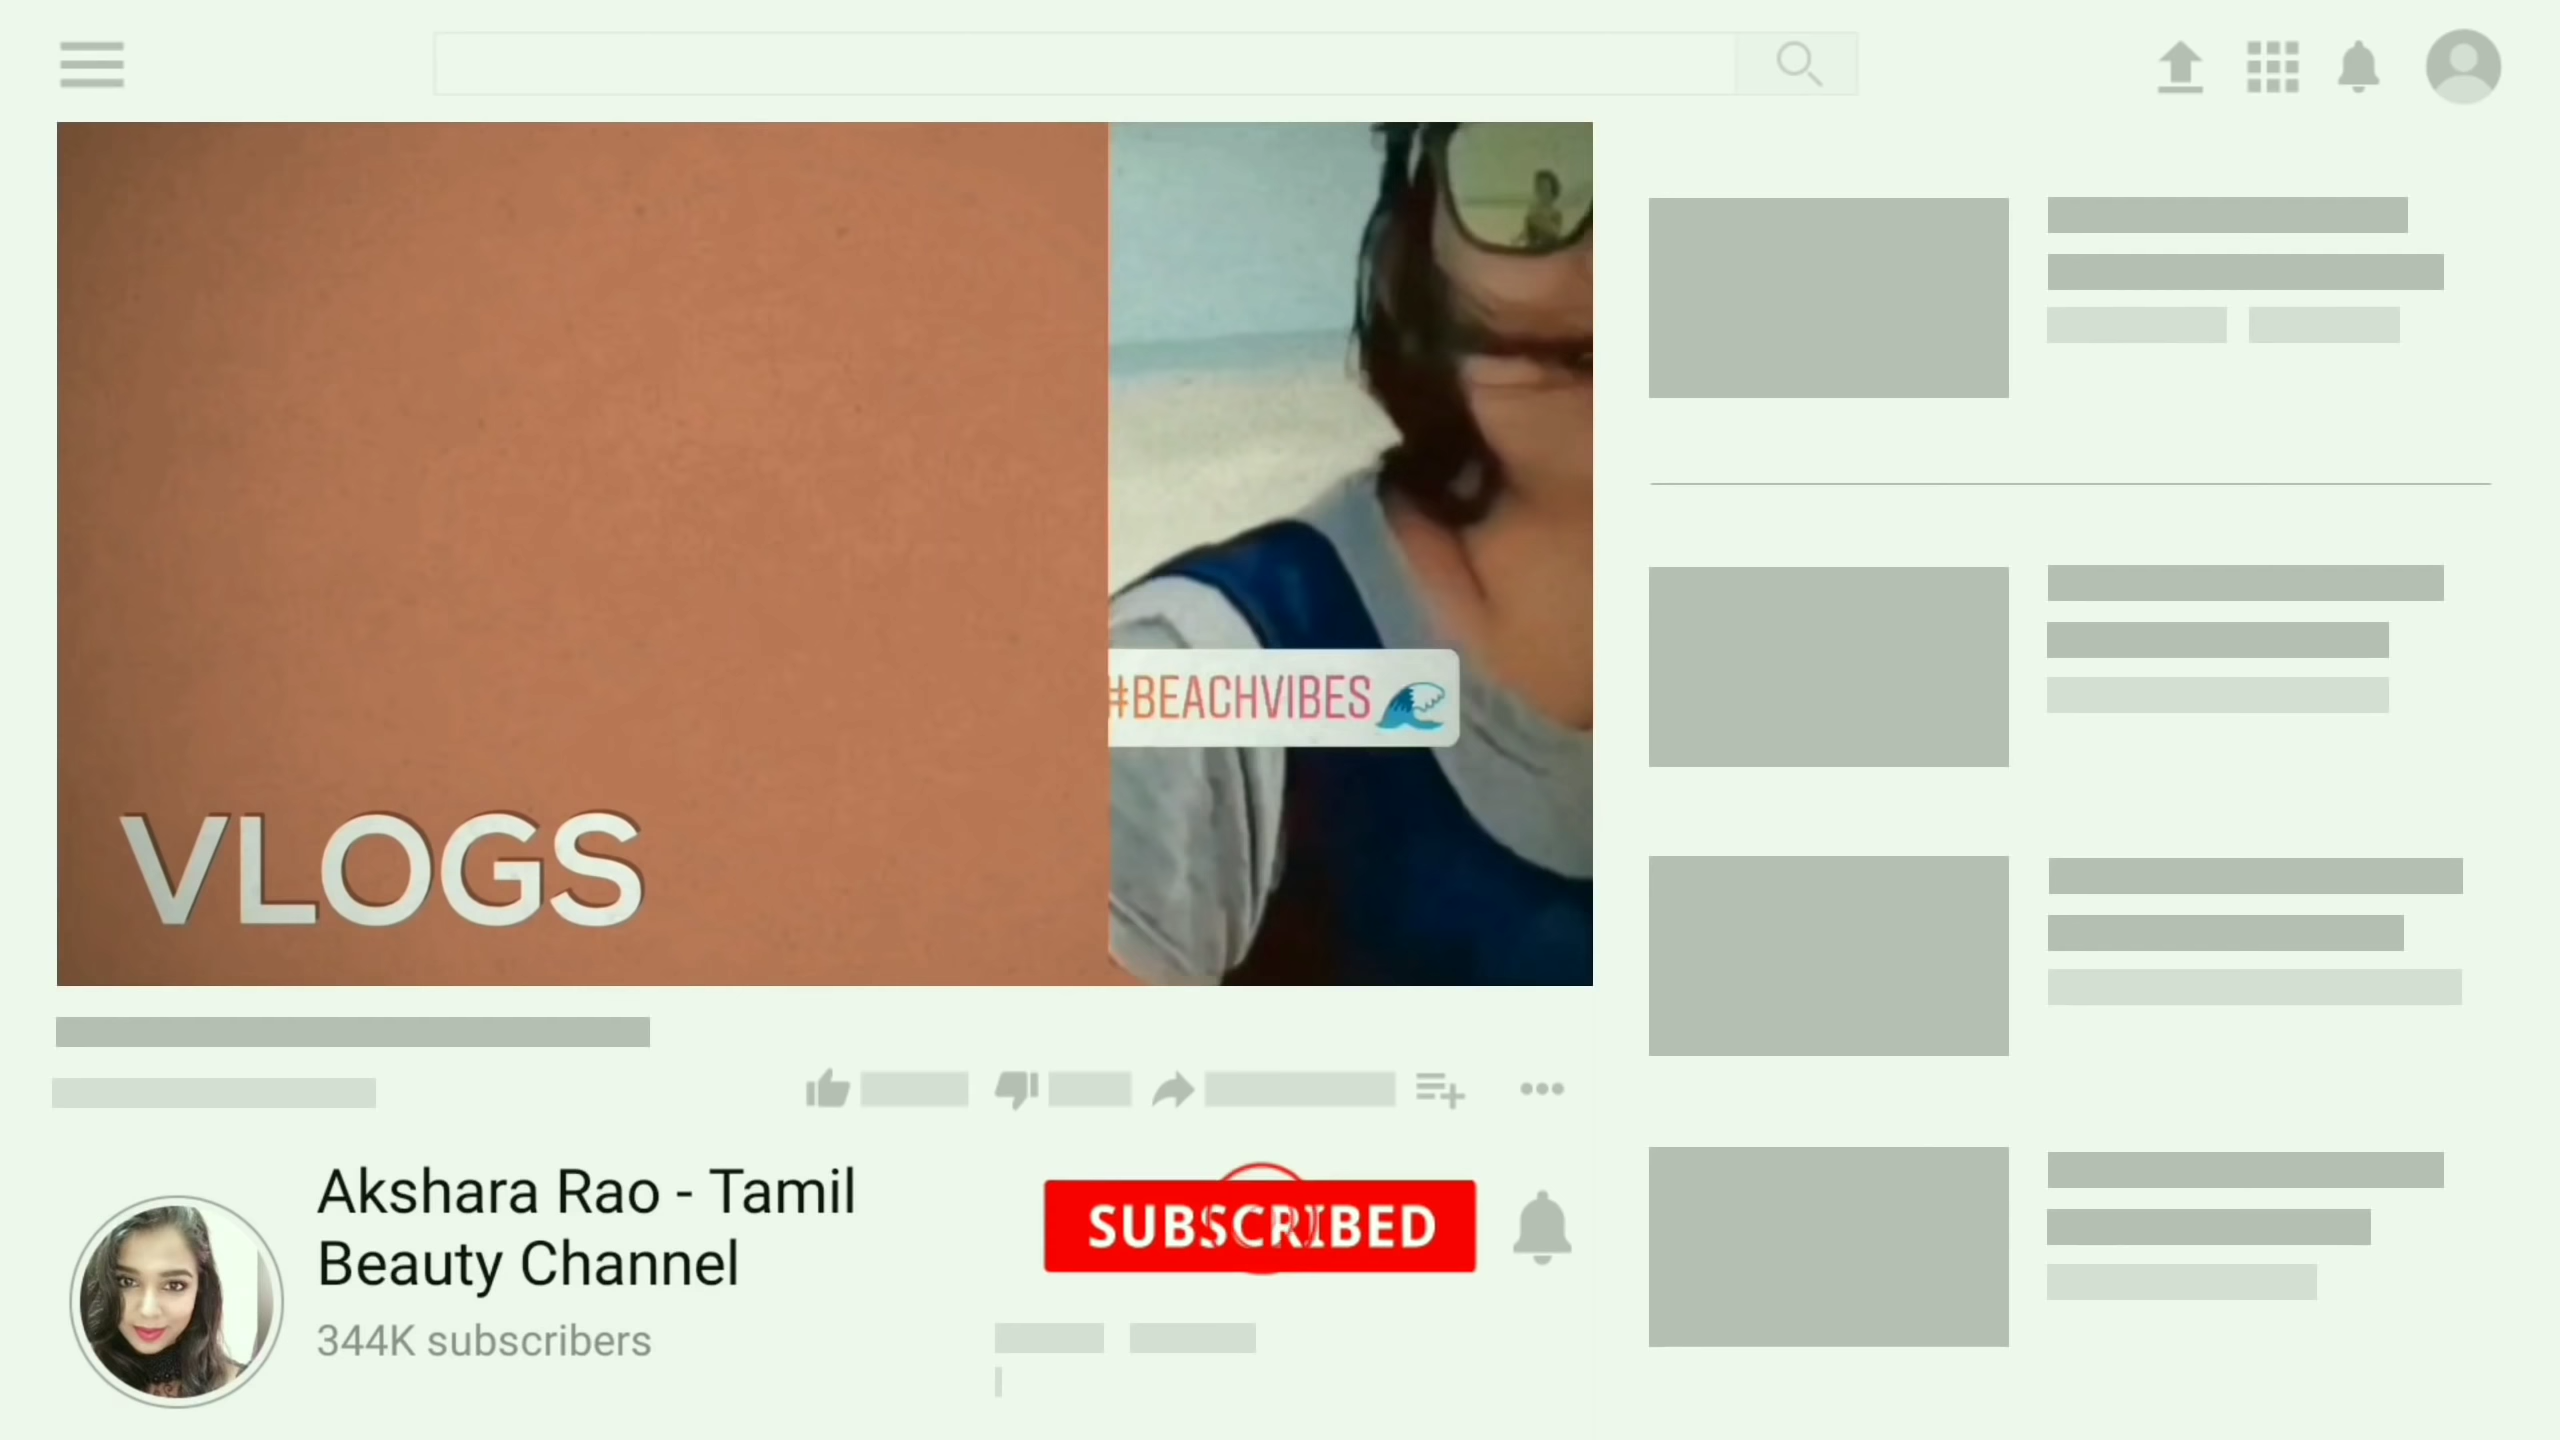 #BEACHVIBES
VLOGS
Akshara Rao - Tamil
Beauty Channel
344K subscribers
SUBSCRIBED